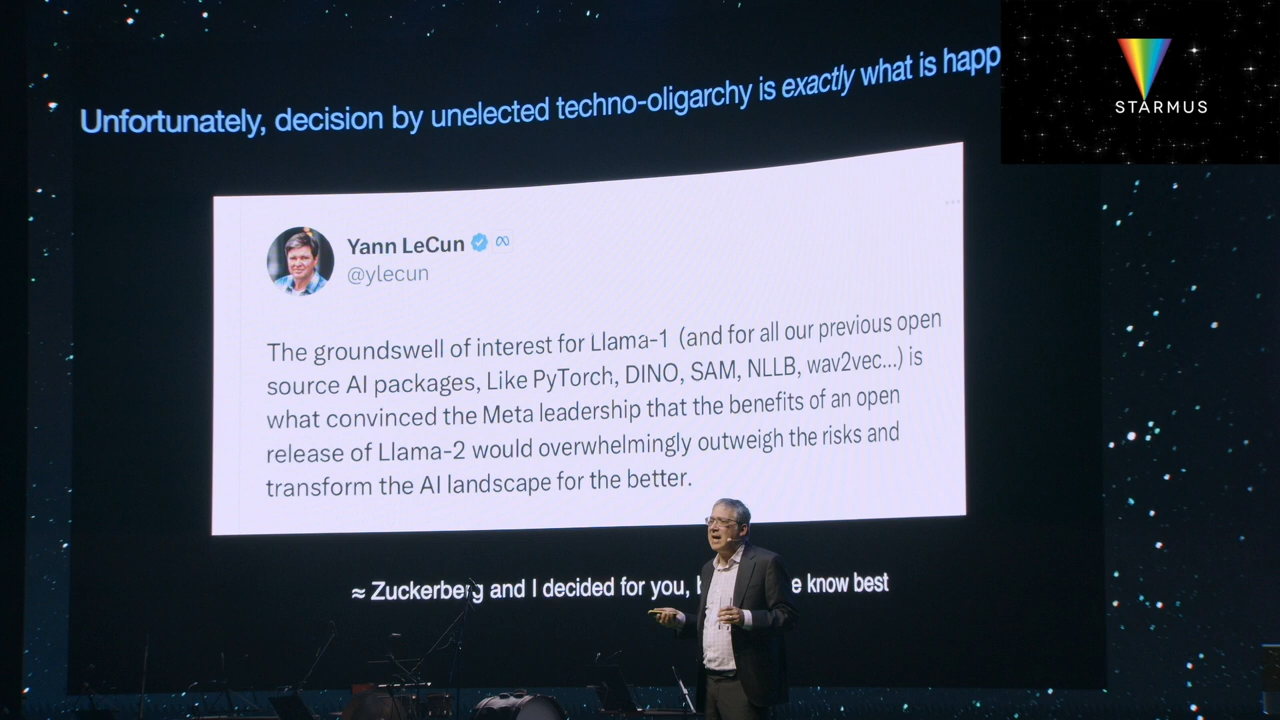 Unfortunately, decision by unelected techno-oligarchy is exactly what is happ
STARMUS
Yann LeCun
@ylecun
The groundswell of interest for Llama-1 (and for all our previous open
source AI packages, Like PyTorch, DINO, SAM, NLLB, wav2vec...) is
what convinced the Meta leadership that the benefits of an open
release of Llama-2 would overwhelmingly outweigh the risks and
transform the AI landscape for the better.
≈ Zuckerberg and I decided for you, know best